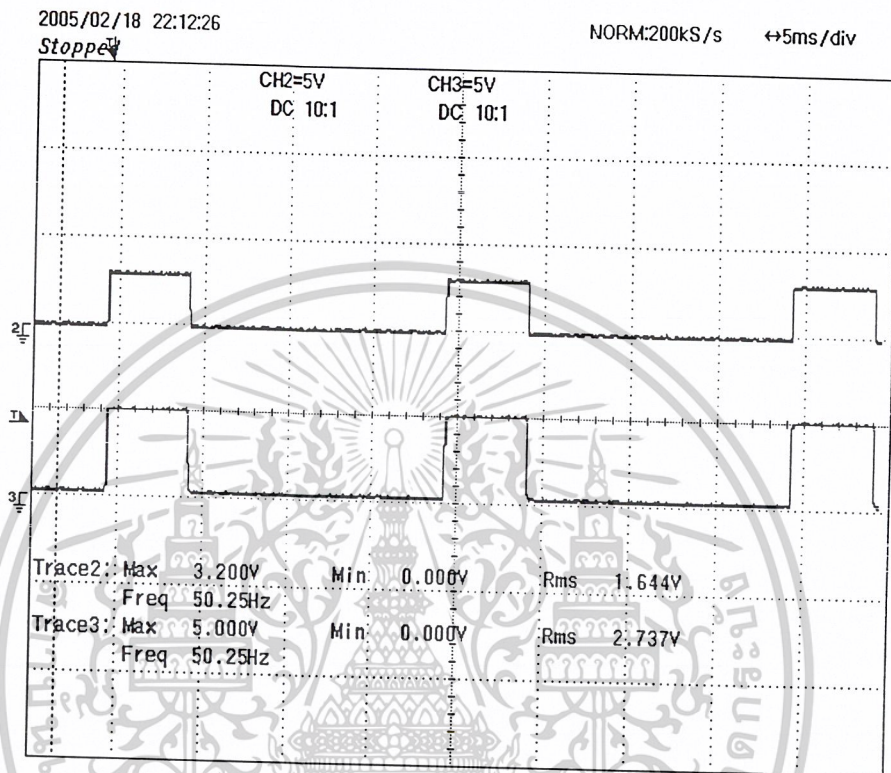 2005/02/18 22:12:26
Stopped
NORM:200kS/s ↔5ms/div
CH2=5V CH3=5V
DC 10:1 DC 10:1
2
T
3
Trace2: Max 3.200V Min 0.000V Rms 1.644V
Freq 50.25Hz
Trace3: Max 5.000V Min 0.000V Rms 2.737V
Freq 50.25Hz